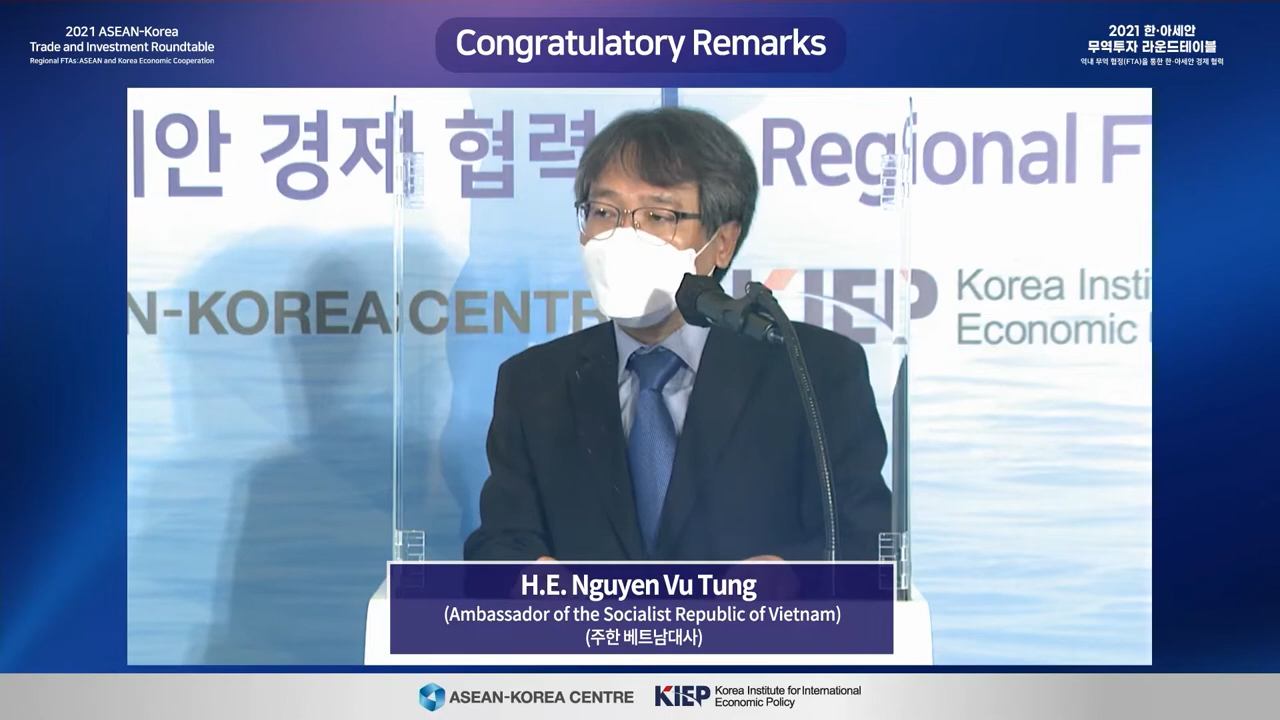 2021 ASEAN-Korea
Trade and Investment Roundtable
Regional FTAs: ASEAN and Korea Economic Cooperation
Congratulatory Remarks
2021 한·아세안
무역투자 라운드테이블
역내 무역 협정(FTA)을 통한 한·아세안 경제 협력
안 경제 협력
Regional F
N-KOREA CENTR
KIEP
Korea Insti
Economic
H.E. Nguyen Vu Tung
(Ambassador of the Socialist Republic of Vietnam)
(주한 베트남대사)
ASEAN-KOREA CENTRE
KIEP
Korea Institute for International
Economic Policy